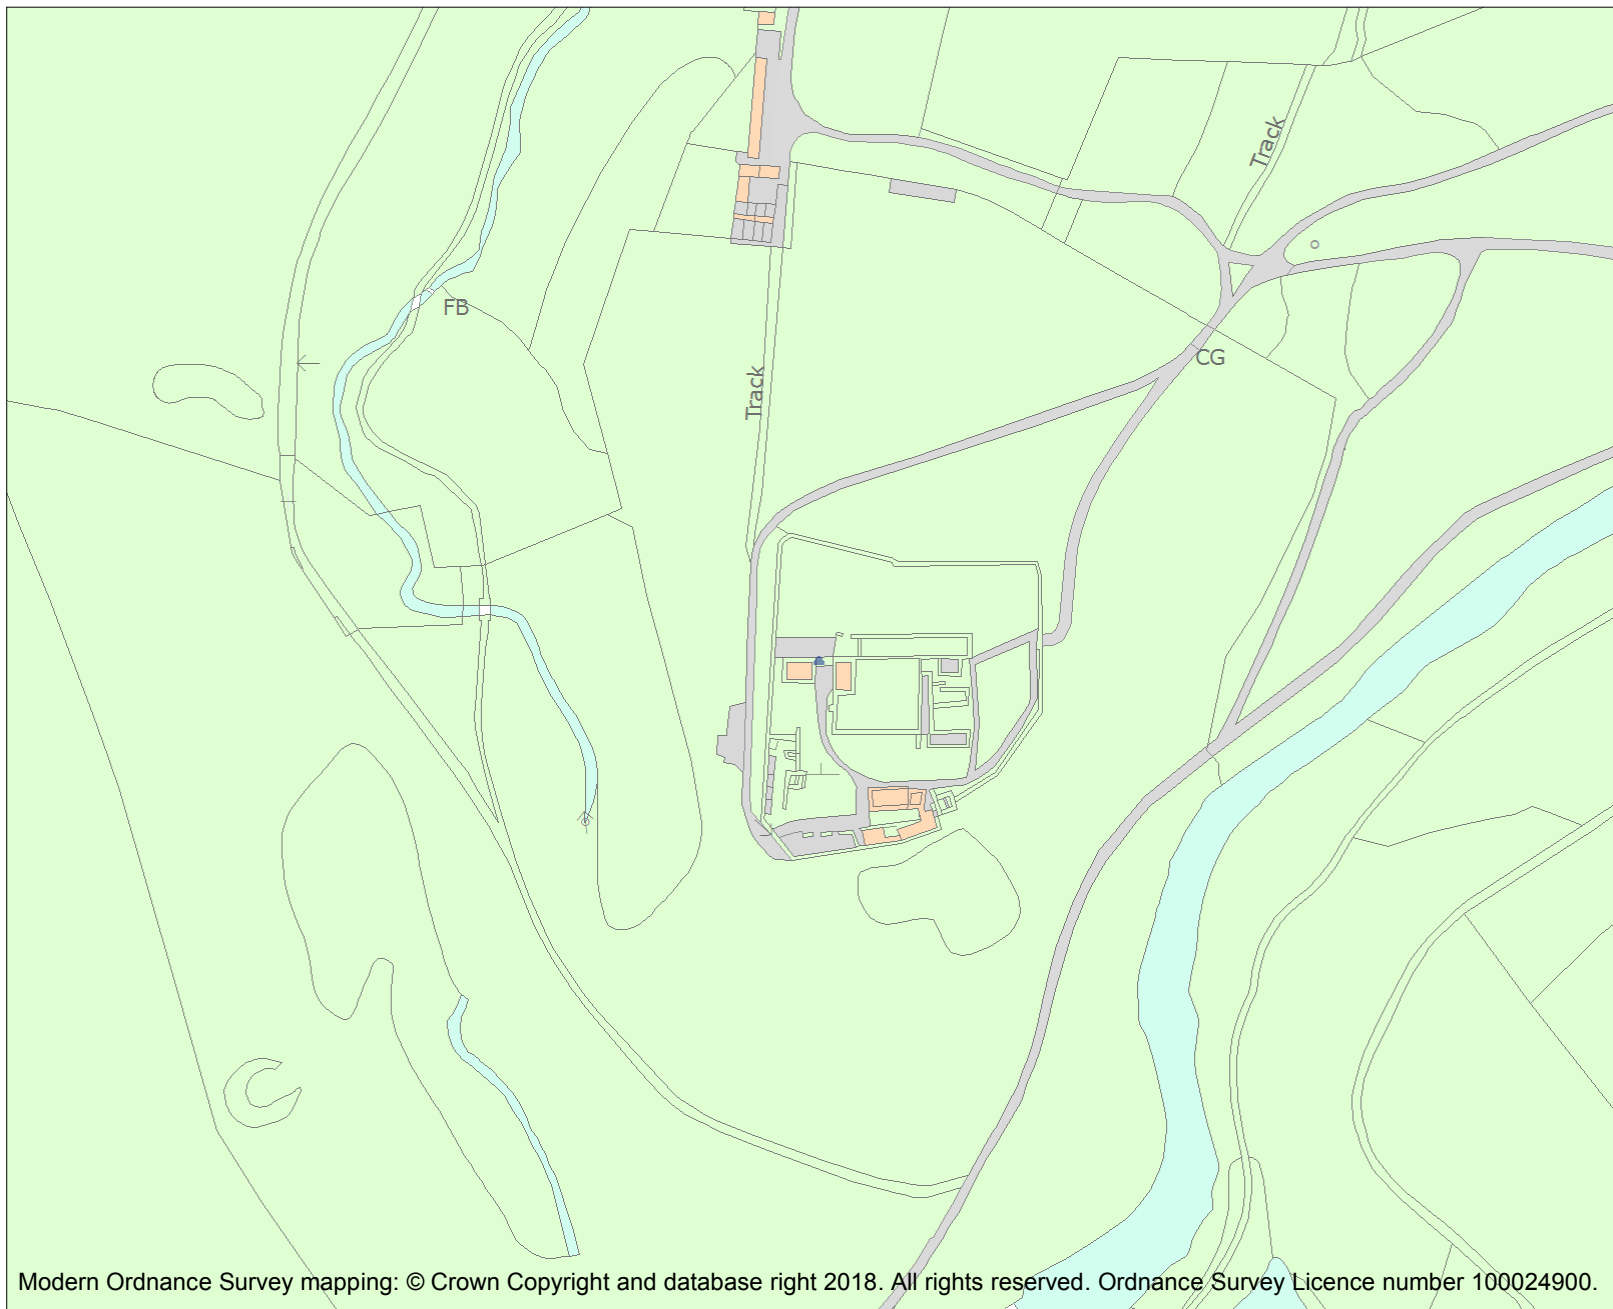 Track
FB
CG
Track
Modern Ordnance Survey mapping: © Crown Copyright and database right 2018. All rights reserved. Ordnance Survey Licence number 100024900.